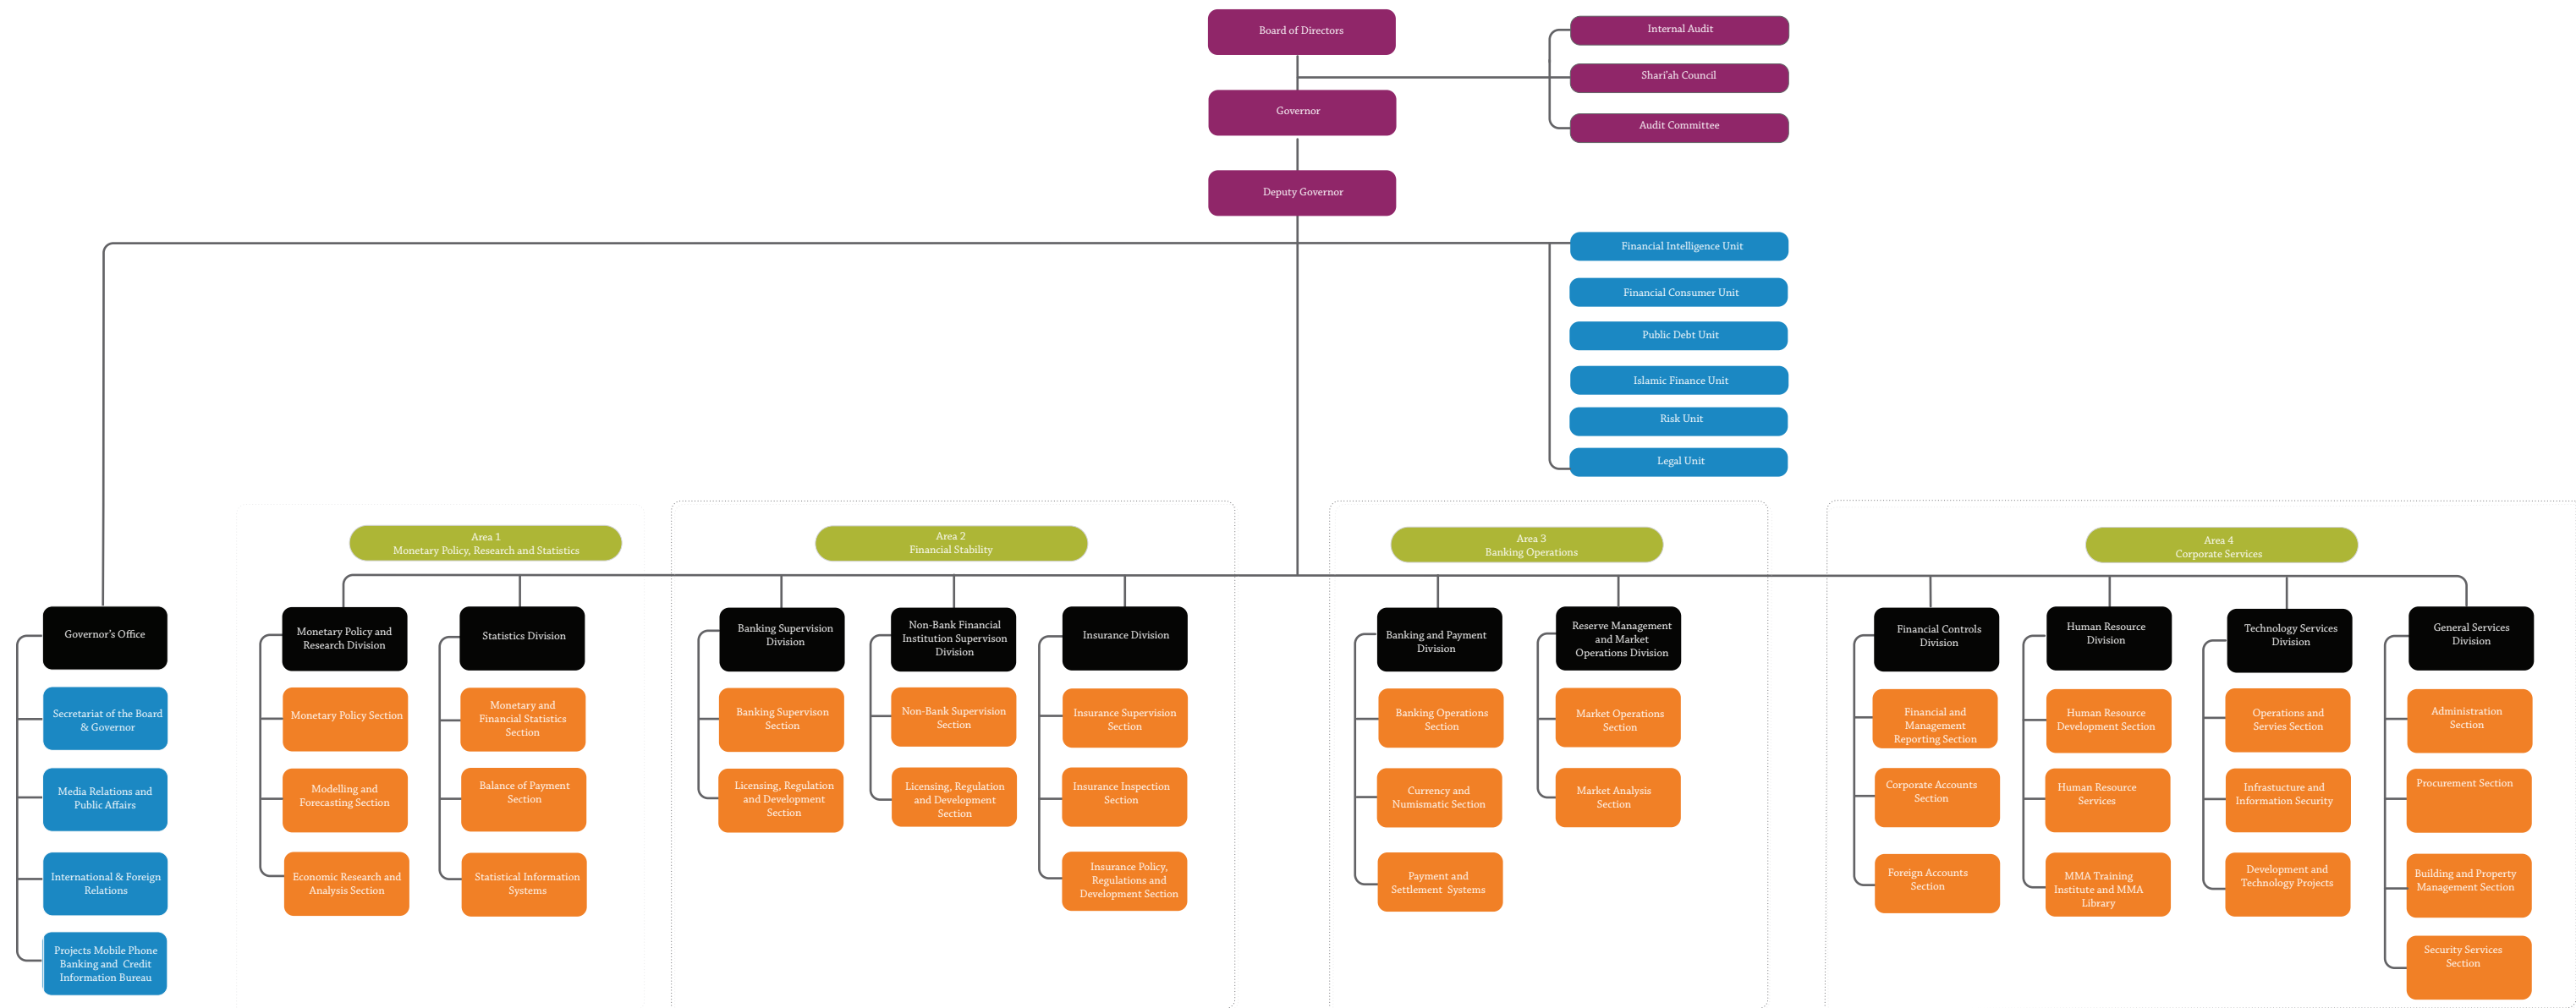 Board of Directors
Internal Audit
Shari'ah Council
Governor
Audit Committee
Deputy Governor
Financial Intelligence Unit
Financial Consumer Unit
Public Debt Unit
Islamic Finance Unit
Risk Unit
Legal Unit
Area 1
Monetary Policy, Research and Statistics
Area 2
Financial Stability
Area 3
Banking Operations
Area 4
Corporate Services
Governor's Office
Secretariat of the Board
& Governor
Media Relations and
Public Affairs
International & Foreign
Relations
Projects Mobile Phone
Banking and Credit
Information Bureau
Monetary Policy and
Research Division
Monetary Policy Section
Modelling and
Forecasting Section
Economic Research and
Analysis Section
Statistics Division
Monetary and
Financial Statistics
Section
Balance of Payment
Section
Statistical Information
Systems
Banking Supervision
Division
Banking Supervison
Section
Licensing, Regulation
and Development
Section
Non-Bank Financial
Institution Supervison
Division
Non-Bank Supervision
Section
Licensing, Regulation
and Development
Section
Insurance Division
Insurance Supervision
Section
Insurance Inspection
Section
Insurance Policy,
Regulations and
Development Section
Banking and Payment
Division
Banking Operations
Section
Currency and
Numismatic Section
Payment and
Settlement Systems
Reserve Management
and Market
Operations Division
Market Operations
Section
Market Analysis
Section
Financial Controls
Division
Financial and
Management
Reporting Section
Corporate Accounts
Section
Foreign Accounts
Section
Human Resource
Division
Human Resource
Development Section
Human Resource
Services
MMA Training
Institute and MMA
Library
Technology Services
Division
Operations and
Servies Section
Infrastucture and
Information Security
Development and
Technology Projects
General Services
Division
Administration
Section
Procurement Section
Building and Property
Management Section
Security Services
Section